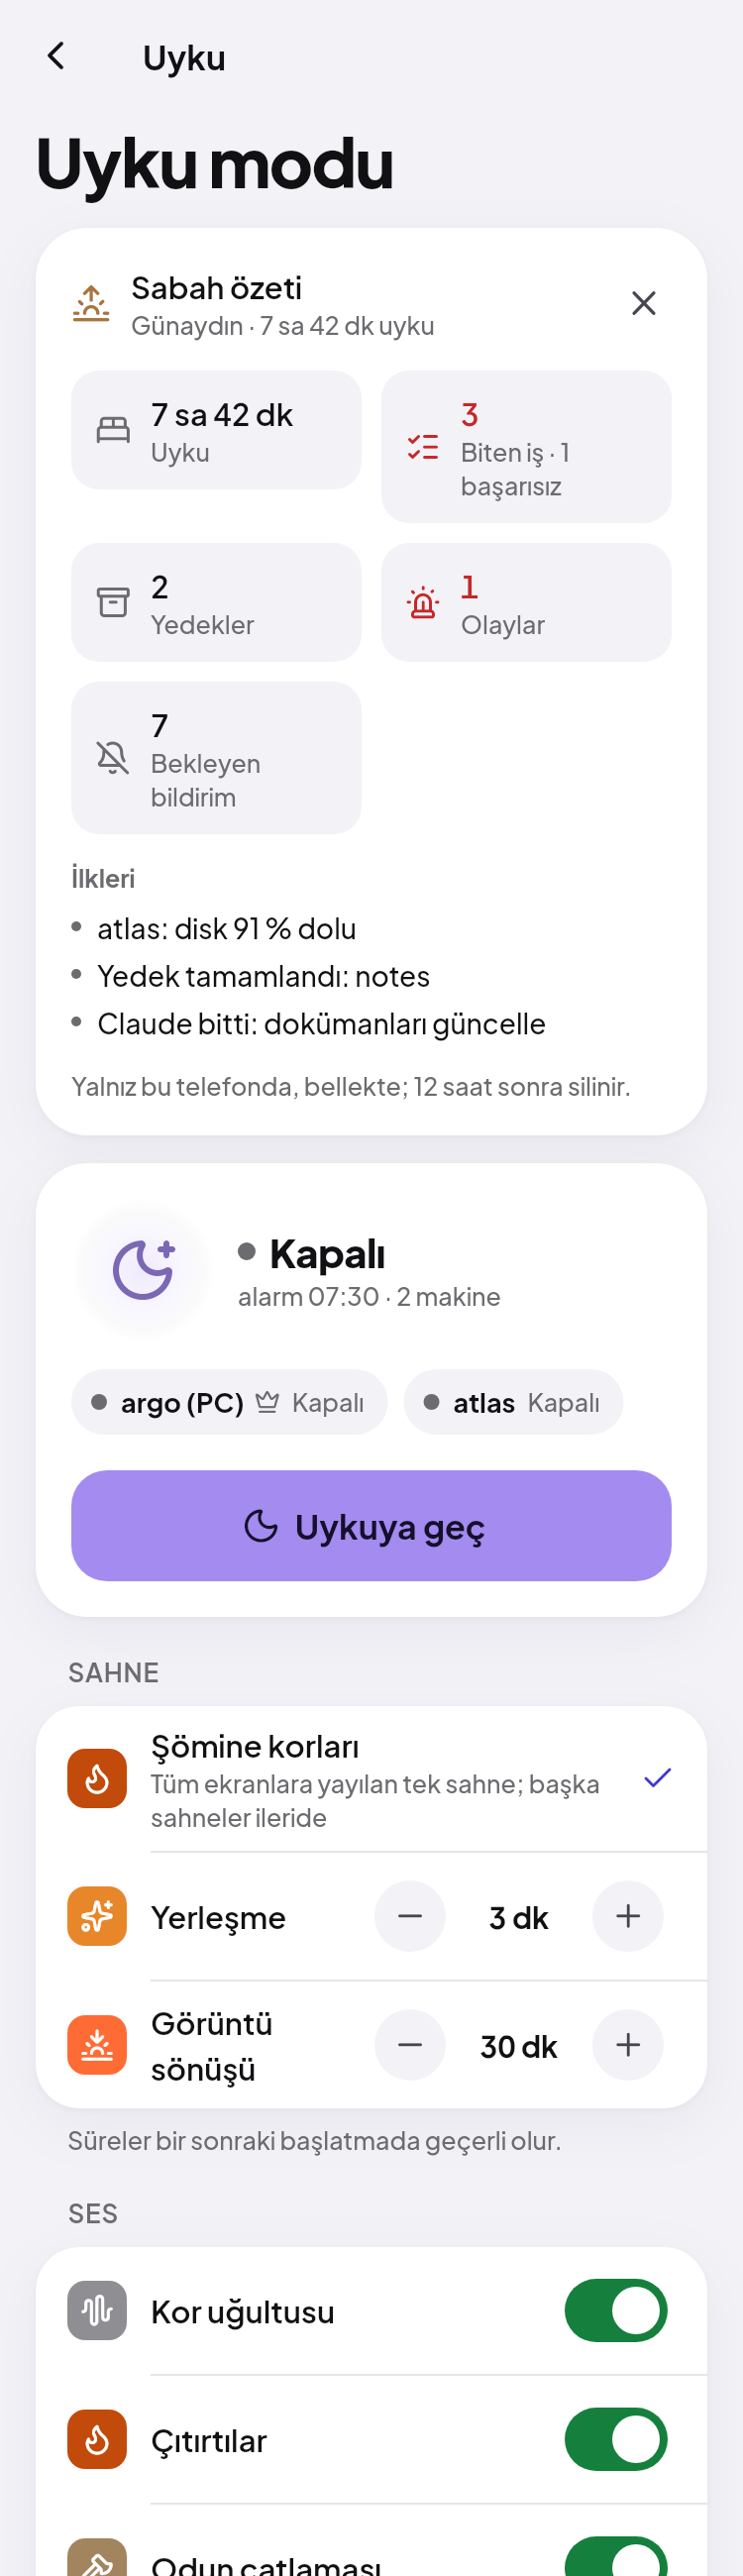 Uyku
Uyku modu
Sabah özeti
Günaydın · 7 sa 42 dk uyku
7 sa 42 dk
Uyku
3
Biten iş · 1
başarısız
2
Yedekler
1
Olaylar
7
Bekleyen
bildirim
İlkleri
atlas: disk 91 % dolu
Yedek tamamlandı: notes
Claude bitti: dokümanları güncelle
Yalnız bu telefonda, bellekte; 12 saat sonra silinir.
Kapalı
alarm 07:30 · 2 makine
argo (PC) Kapalı
atlas Kapalı
Uykuya geç
SAHNE
Şömine korları
Tüm ekranlara yayılan tek sahne; başka
sahneler ileride
Yerleşme
3 dk
Görüntü
sönüşü
30 dk
Süreler bir sonraki başlatmada geçerli olur.
SES
Kor uğultusu
Çıtırtılar
Odun çatlaması